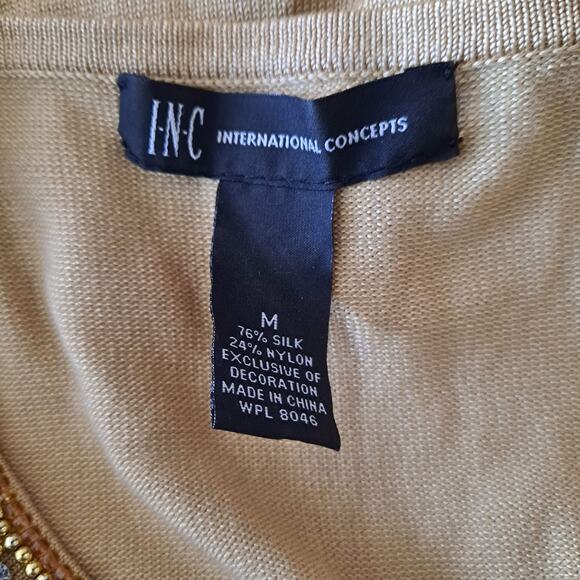 I·N·C INTERNATIONAL CONCEPTS
M
76% SILK
24% NYLON
EXCLUSIVE OF
DECORATION
MADE IN CHINA
WPL 8046